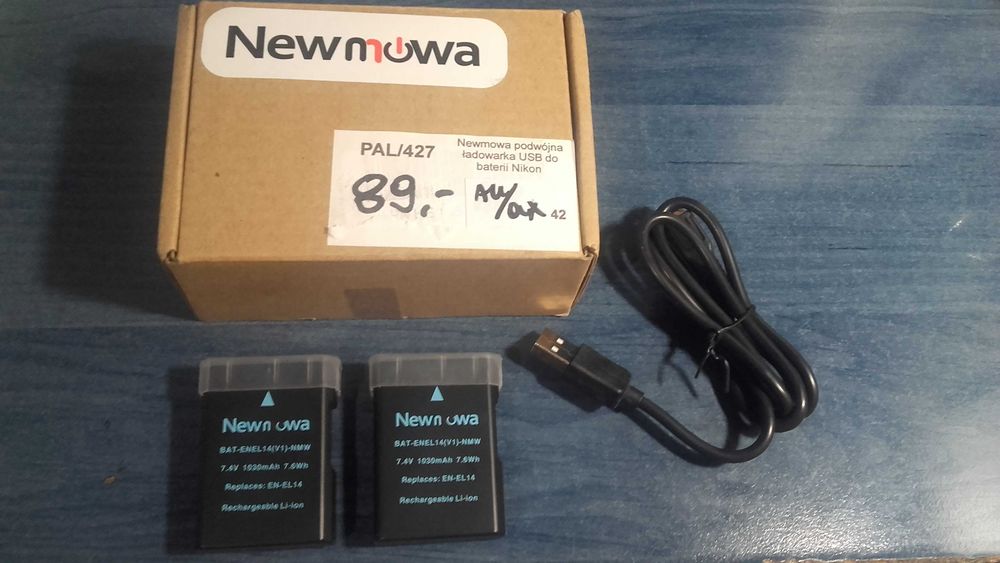 Newmowa
PAL/427
Newmowa podwójna
ładowarka USB do
baterii Nikon
89,-
42
Newmowa
BAT-ENEL14(V1)-NMW
7.4V 1030mAh 7.6Wh
Replaces: EN-EL14
Rechargeable Li-ion
Newmowa
BAT-ENEL14(V1)-NMW
7.4V 1030mAh 7.6Wh
Replaces: EN-EL14
Rechargeable Li-ion